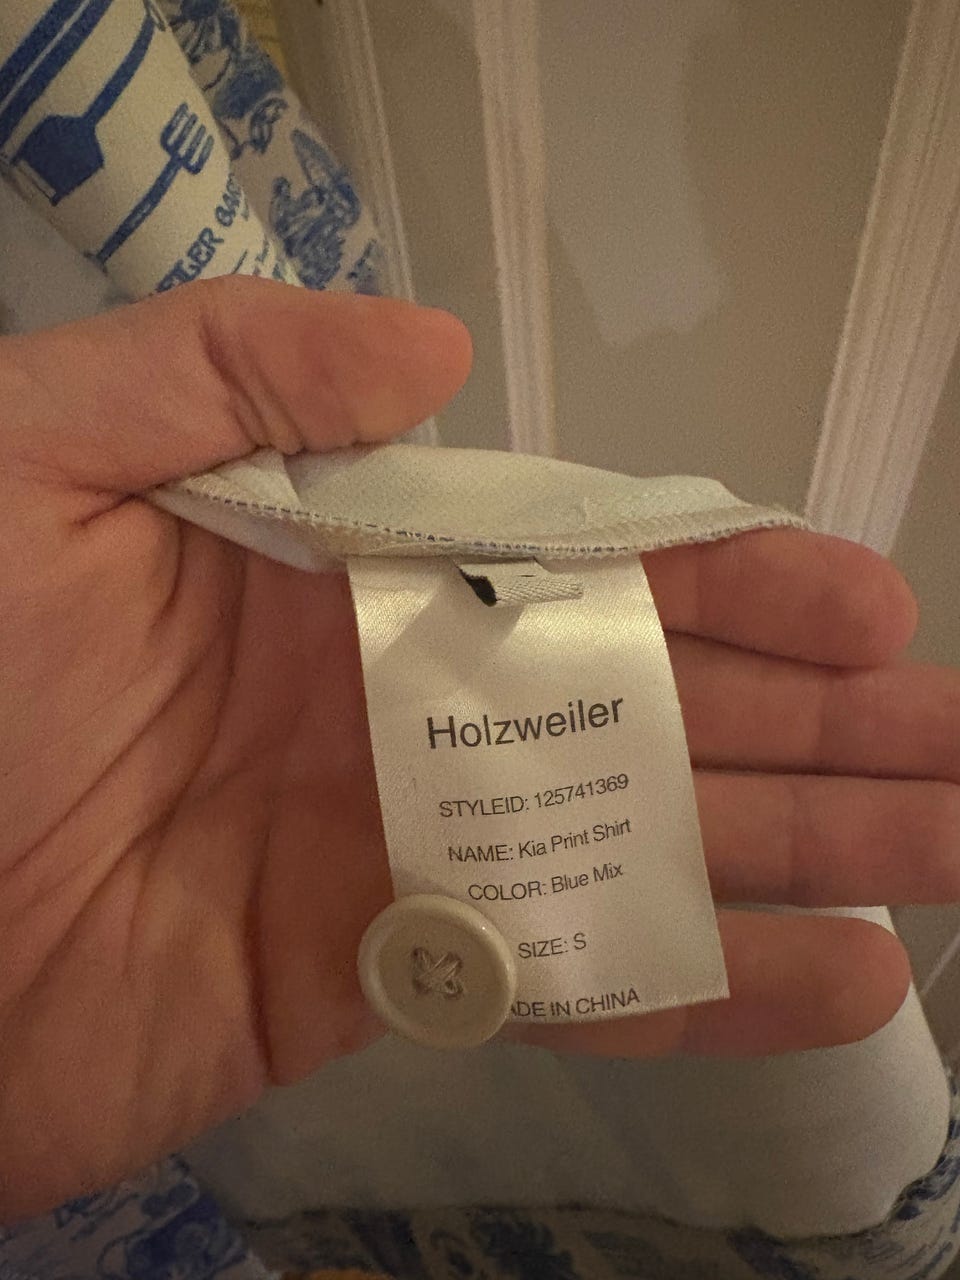 Holzweiler
STYLEID: 125741369
NAME: Kia Print Shirt
COLOR: Blue Mix
SIZE: S
ADE IN CHINA